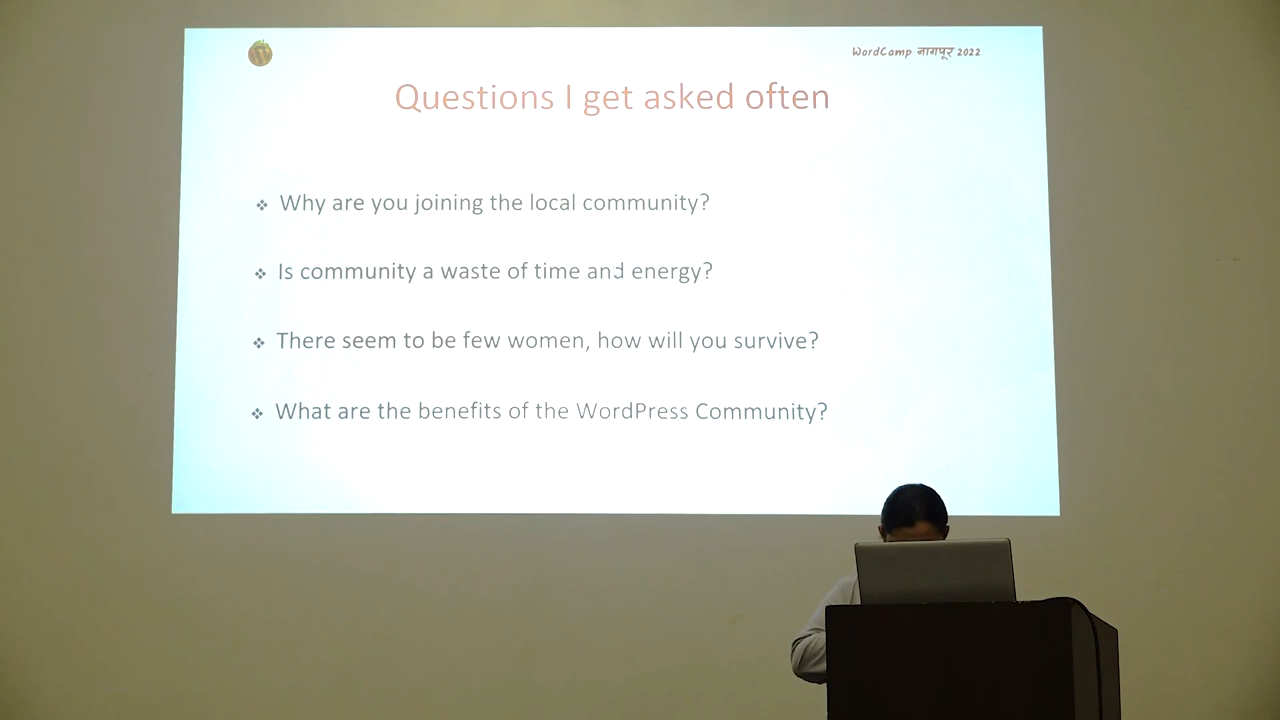 WordCamp नागपूर 2022
Questions I get asked often
Why are you joining the local community?
Is community a waste of time and energy?
There seem to be few women, how will you survive?
What are the benefits of the WordPress Community?